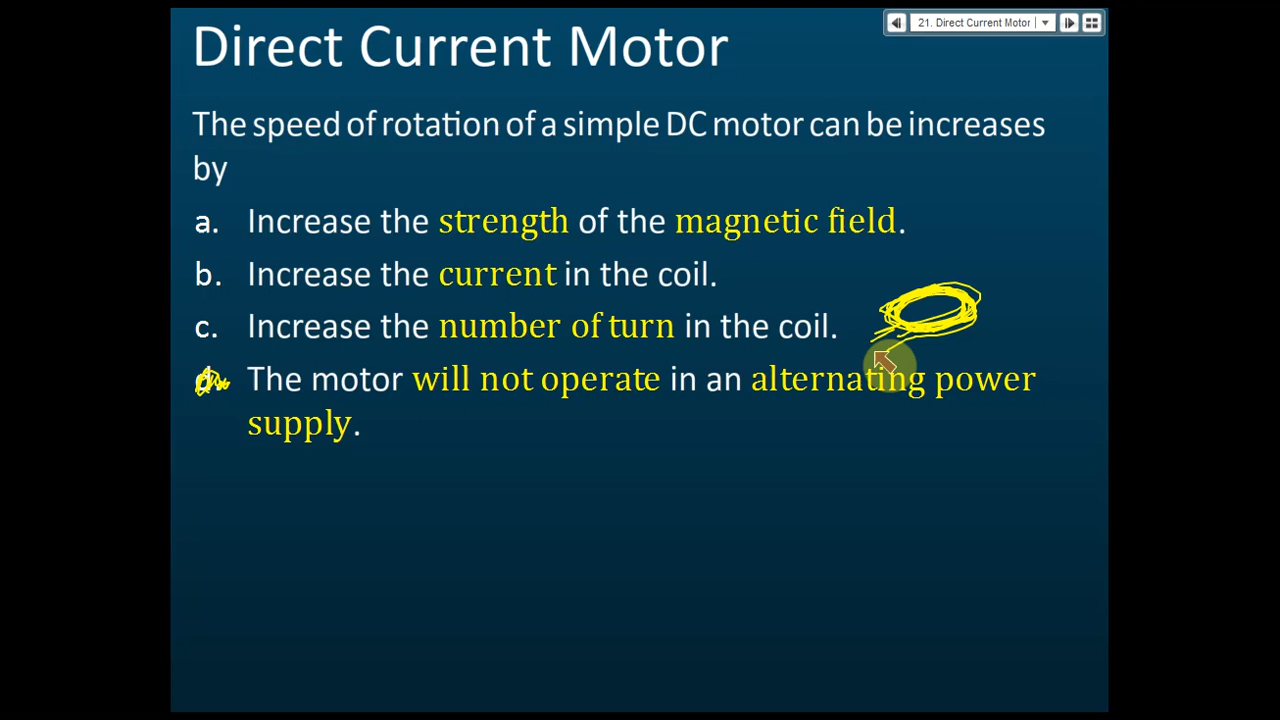 21. Direct Current Motor
Direct Current Motor
The speed of rotation of a simple DC motor can be increases
by
a. Increase the strength of the magnetic field.
b. Increase the current in the coil.
c. Increase the number of turn in the coil.
d. The motor will not operate in an alternating power
supply.